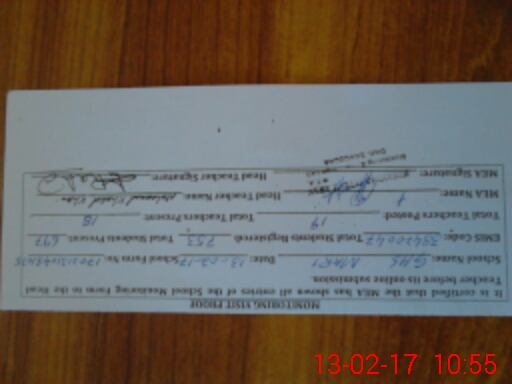 MONITORING VISIT PROOF
It is certified that the MEA has shown all entries of the School Monitoring Form to the Head
Teacher before its online submission.
School Name: GHS Date: 13-02-17 School Form No:
EMIS Code: Total Students Registered: 753 Total Students Present: 697
Total Teachers Posted: 19 Total Teachers Present: 18
MEA Name: Head Teacher Name:
MEA Signature: Head Teacher Signature:
13-02-17 10:55